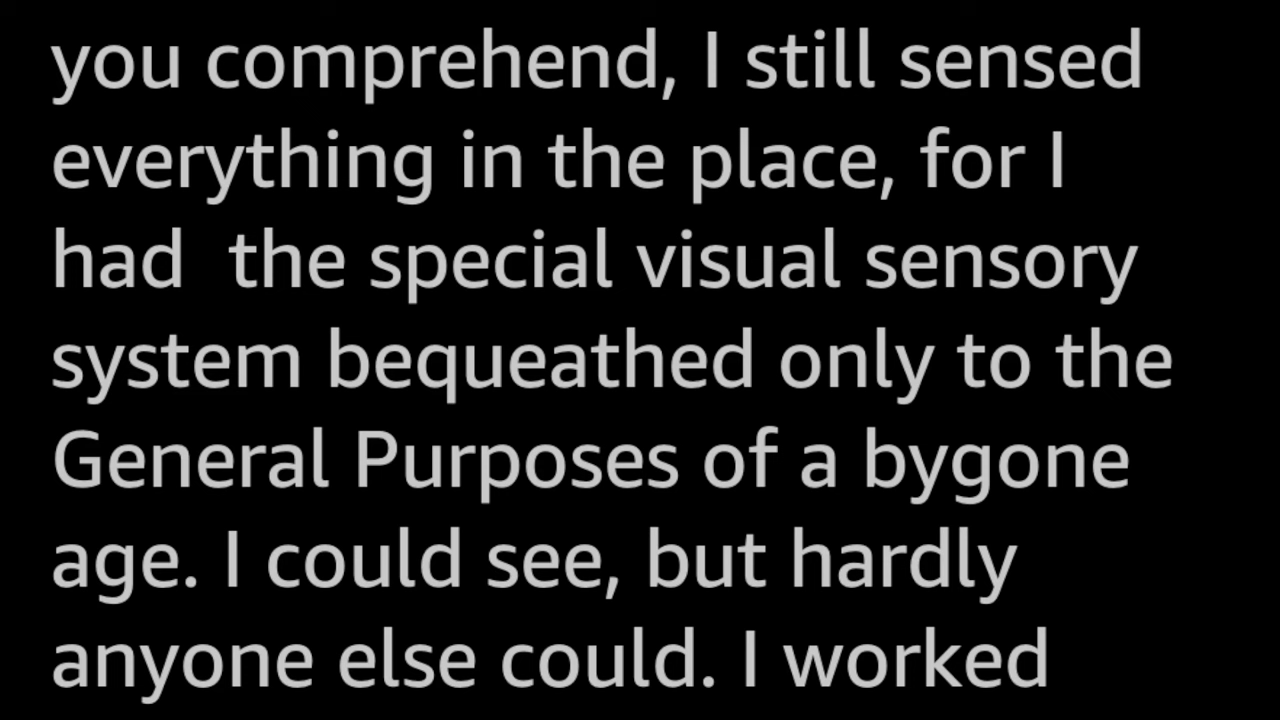 you comprehend, I still sensed
everything in the place, for I
had  the special visual sensory
system bequeathed only to the
General Purposes of a bygone
age. I could see, but hardly
anyone else could. I worked